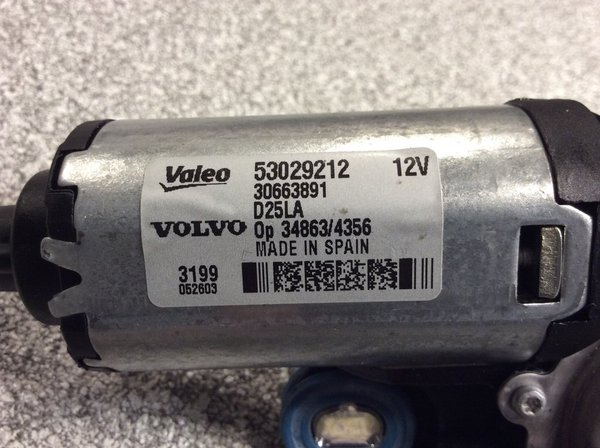 Valeo 53029212 12V
30663891
D25LA
VOLVO Op 34863/4356
MADE IN SPAIN
3199
052603